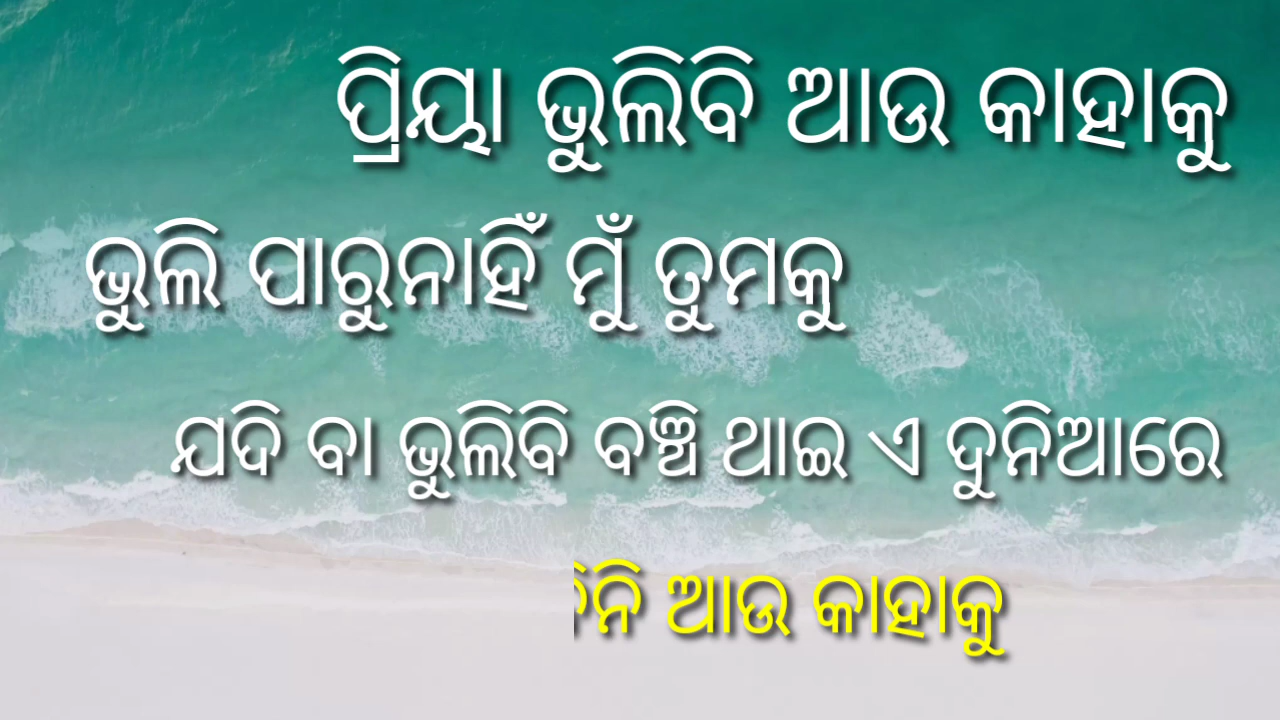 ପ୍ରିୟା ଭୁଲିବି ଆଉ କାହାକୁ
ଭୁଲି ପାରୁନାହିଁ ମୁଁ ତୁମକୁ
ଯଦି ବା ଭୁଲିବି ବଞ୍ଚି ଥାଇ ଏ ଦୁନିଆରେ
ଆଉ କାହାକୁ